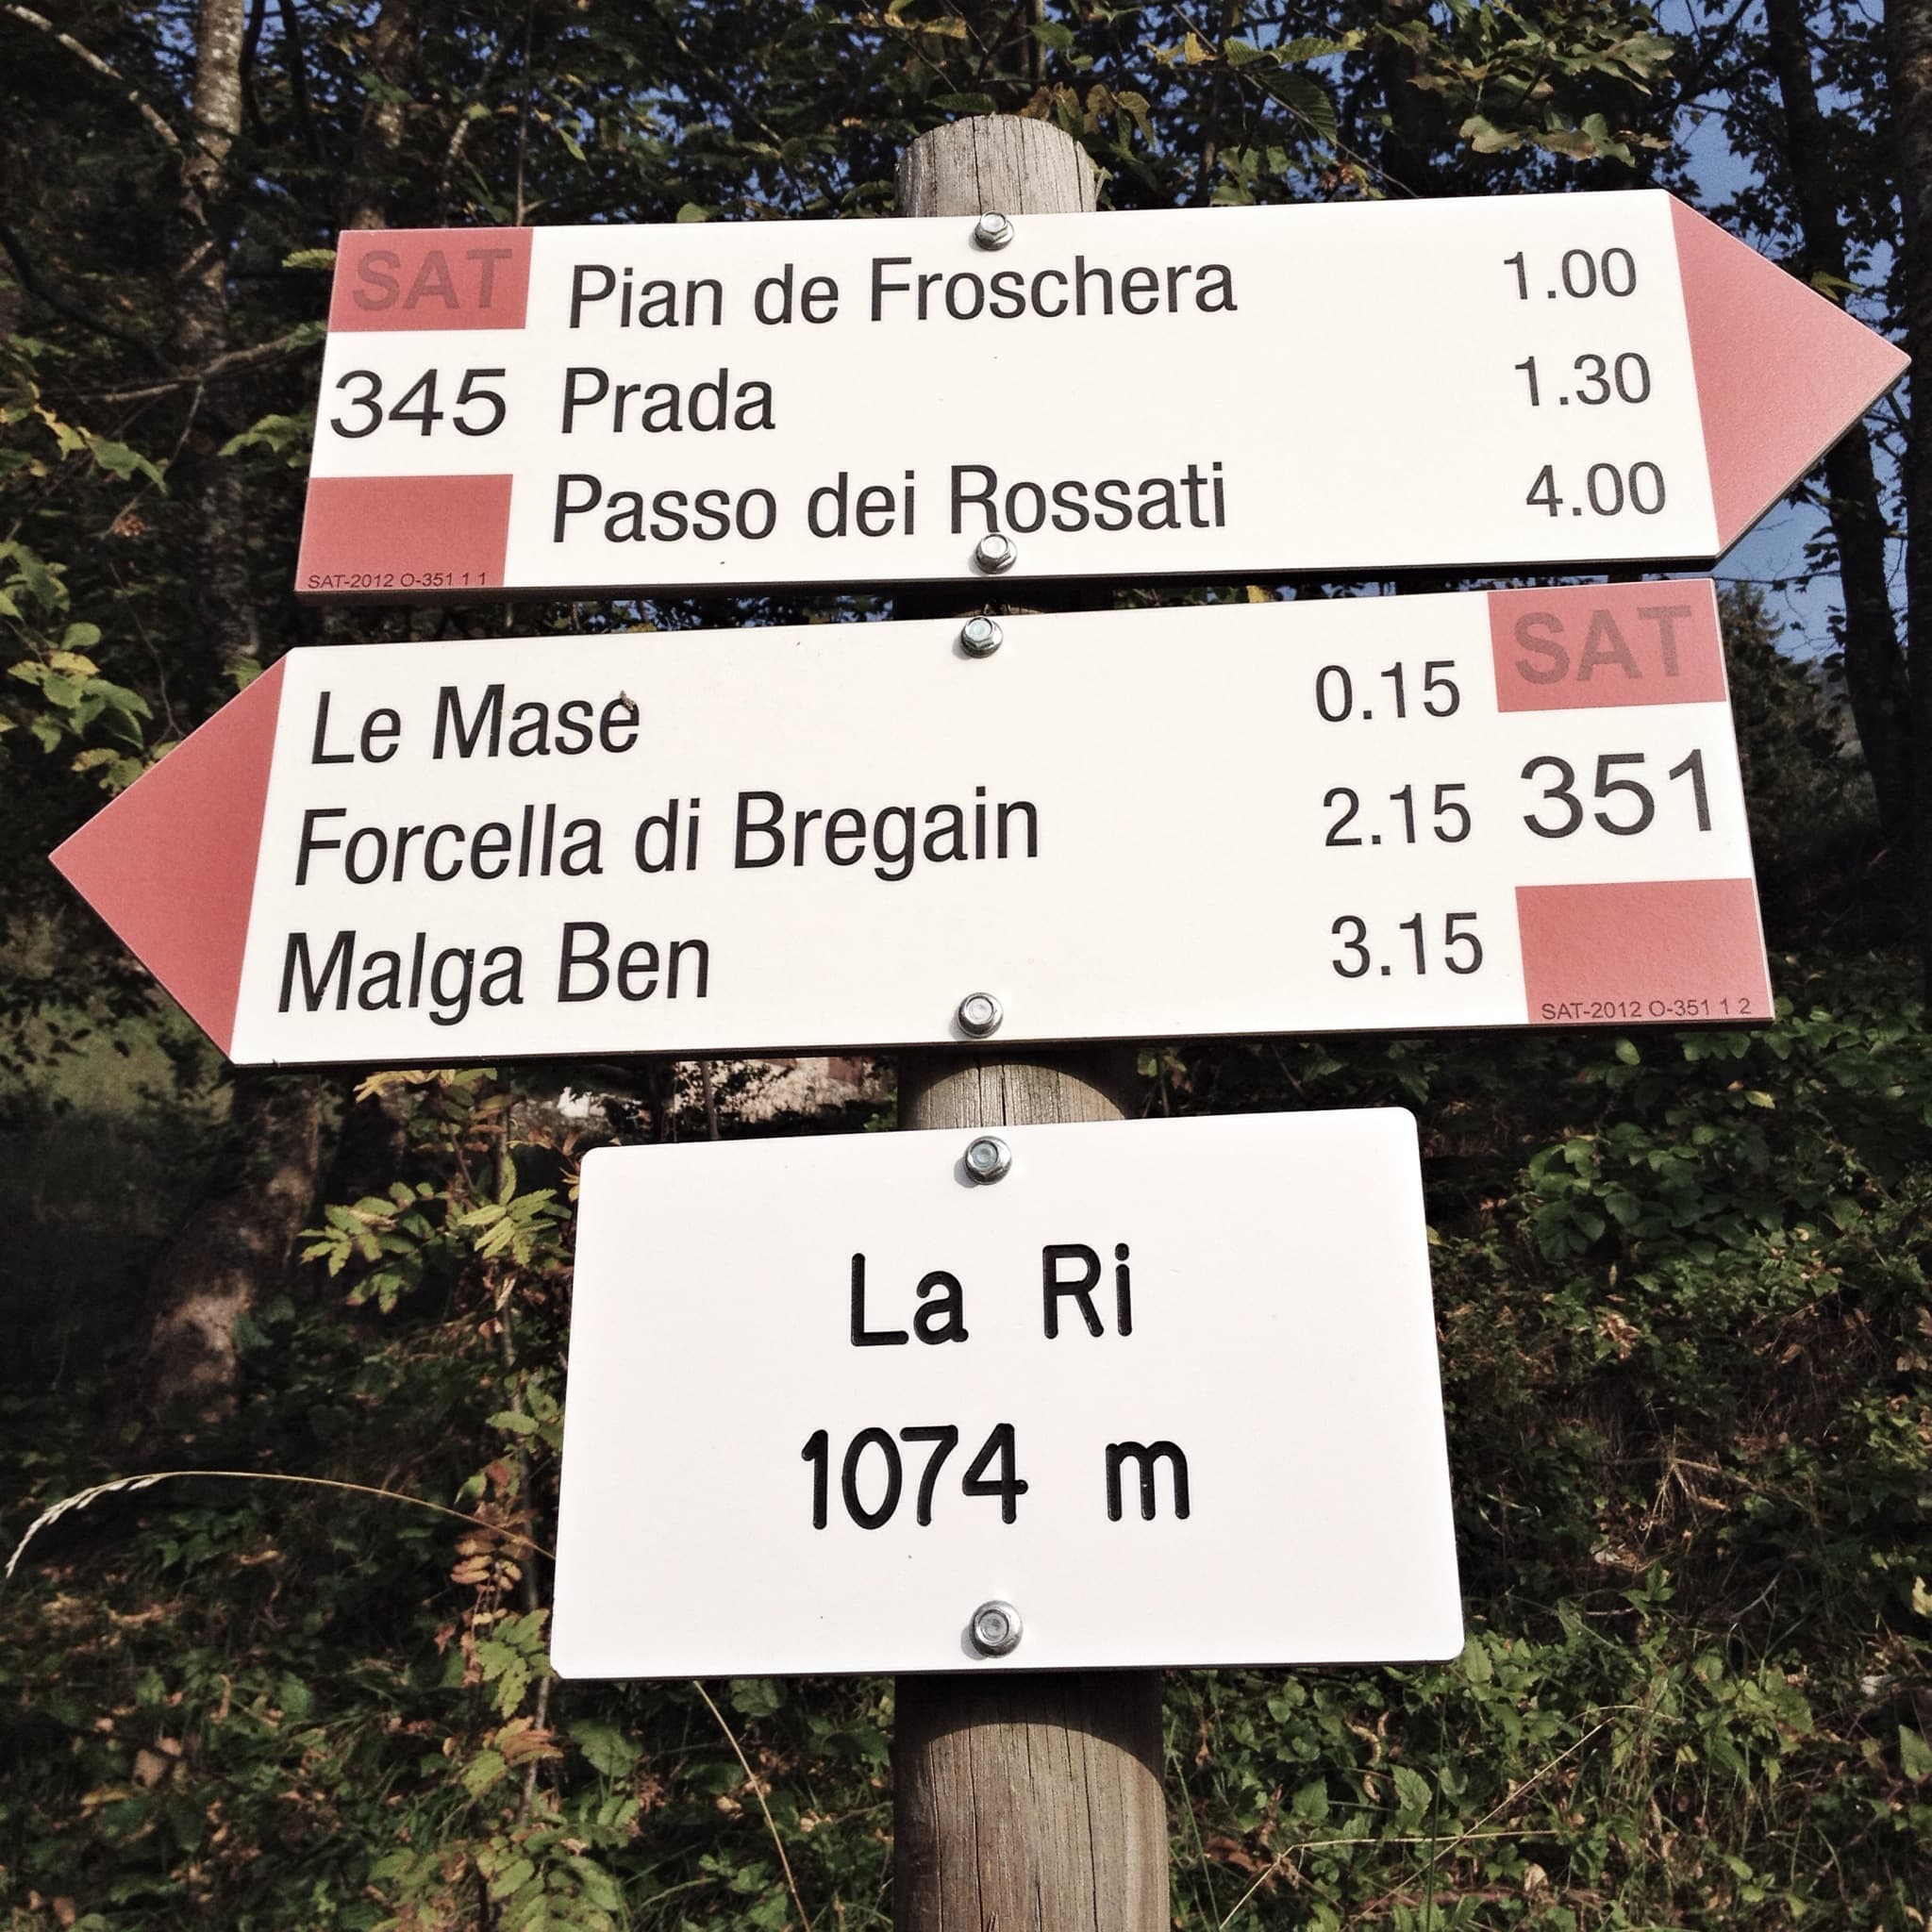 SAT
Pian de Froschera 1.00
345 Prada 1.30
Passo dei Rossati 4.00
SAT-2012 O-351 1 1
SAT
Le Mase 0.15
Forcella di Bregain 2.15 351
Malga Ben 3.15
SAT-2012 O-351 1 2
La Ri
1074 m